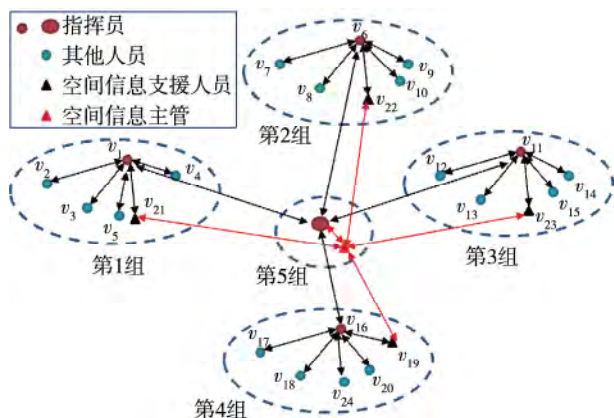 指挥员
其他人员
空间信息支援人员
空间信息主管
v6
v7
v8
v9
v10
v22
第2组
v1
v2
v3
v4
v5
v21
第1组
v11
v12
v13
v14
v15
v23
第3组
第5组
v16
v17
v18
v19
v20
v24
第4组